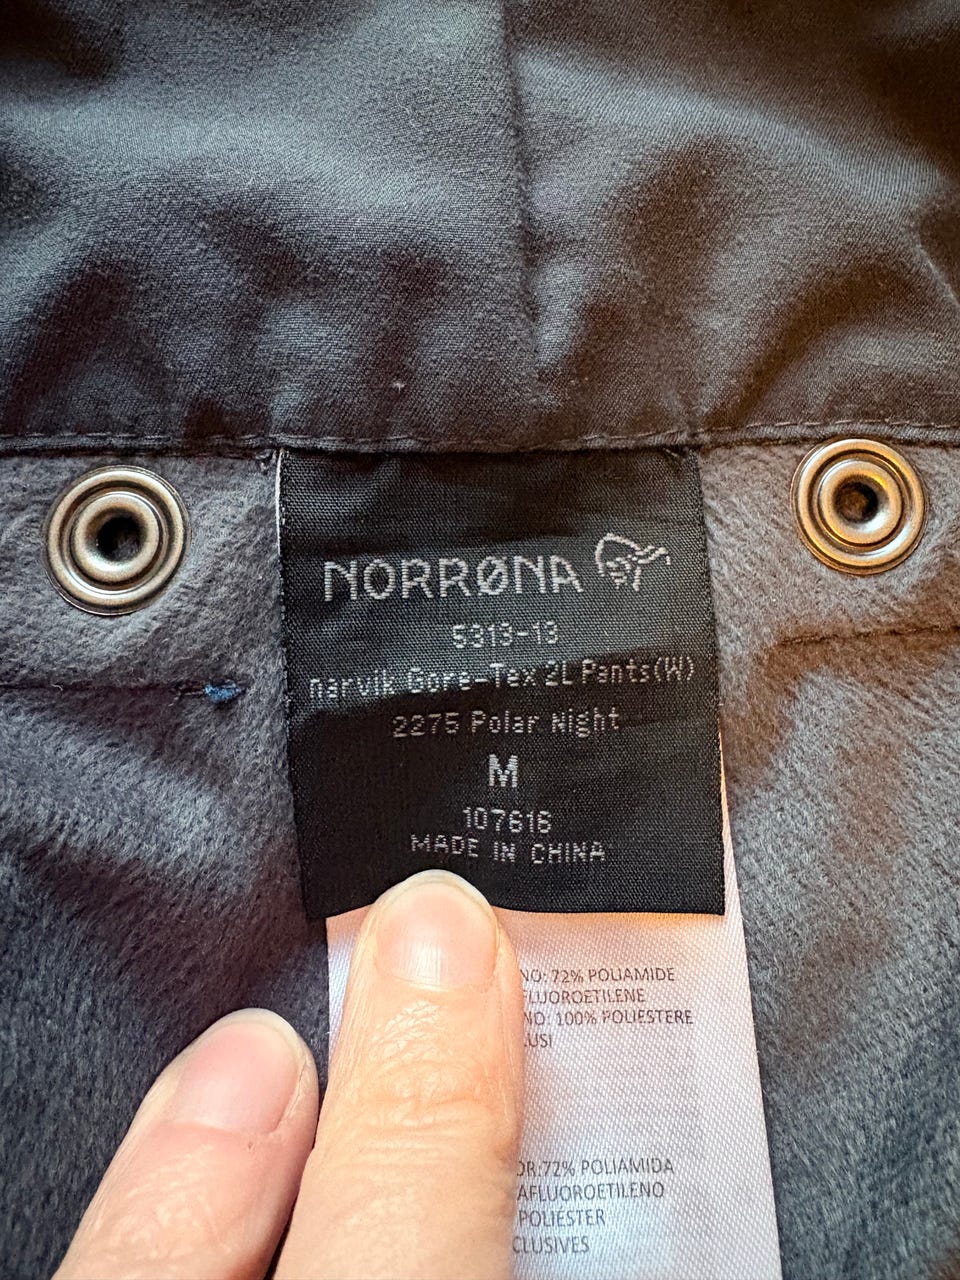 NORRØNA
5313-13
narvik Gore-Tex 2L Pants(W)
2275 Polar Night
M
107616
MADE IN CHINA
NO: 72% POLIAMIDE
FLUOROETILENE
NO: 100% POLIESTERE
LUSI
OR:72% POLIAMIDA
AFLUOROETILENO
POLIÉSTER
CLUSIVES